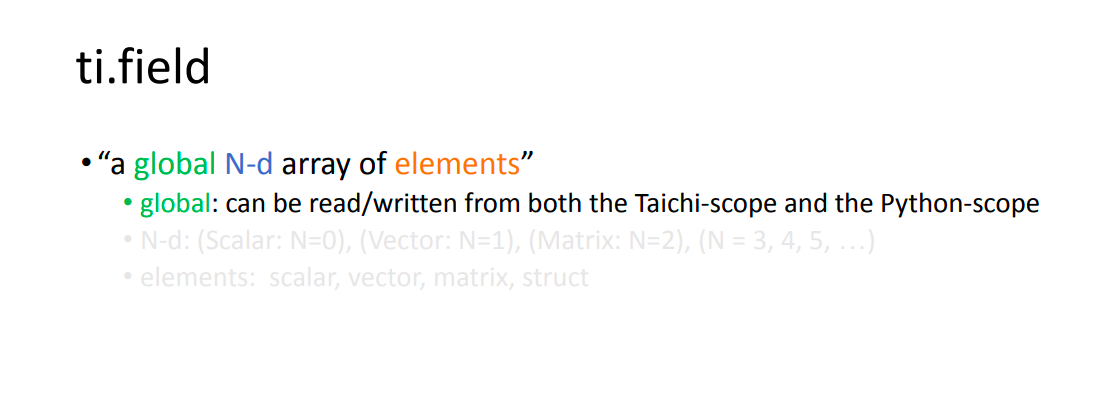 ti.field
• “a global N-d array of elements”
• global: can be read/written from both the Taichi-scope and the Python-scope
• N-d: (Scalar: N=0), (Vector: N=1), (Matrix: N=2), (N = 3, 4, 5, …)
• elements:  scalar, vector, matrix, struct